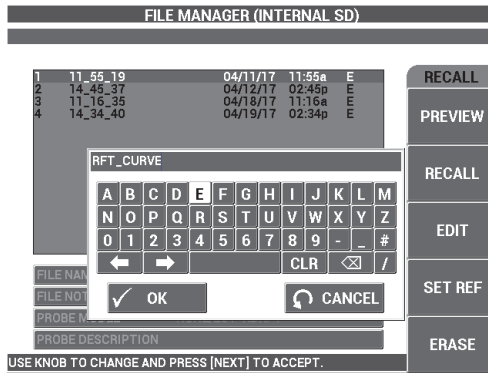 FILE MANAGER (INTERNAL SD)
1 11_55_19 04/11/17 11:55a E
2 14_45_37 04/12/17 02:45p E
3 11_16_35 04/18/17 11:16a E
4 14_34_40 04/19/17 02:34p E
RECALL
PREVIEW
RECALL
EDIT
SET REF
ERASE
RFT_CURVE
A B C D E F G H I J K L M
N O P Q R S T U V W X Y Z
0 1 2 3 4 5 6 7 8 9 - _ #
CLR /
OK CANCEL
FILE NAM
FILE NOT
PROBE
PROBE DESCRIPTION
USE KNOB TO CHANGE AND PRESS [NEXT] TO ACCEPT.